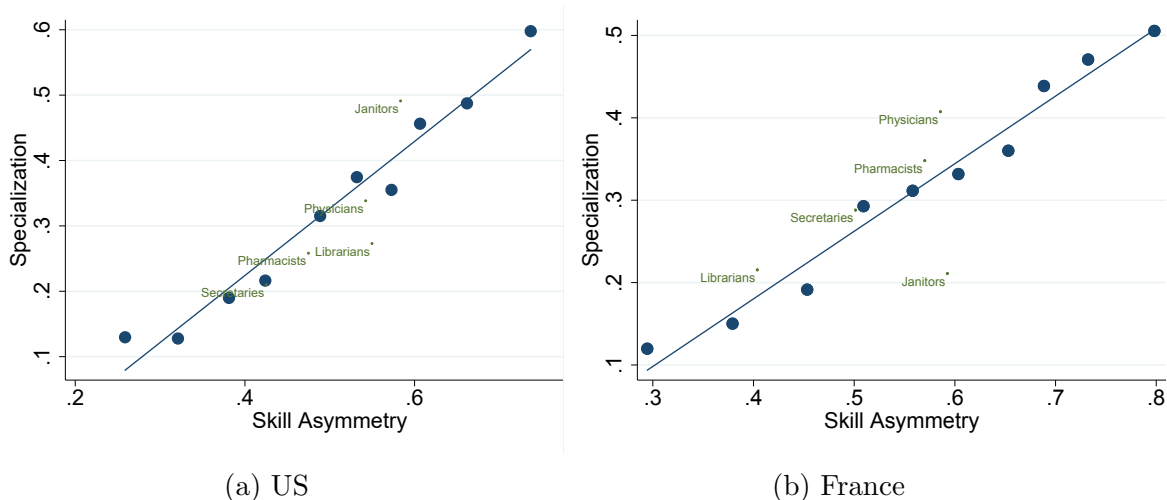 Specialization
.1
.2
.3
.4
.5
.6
Janitors
Physicians
Librarians
Pharmacists
Secretaries
.2
.4
.6
Skill Asymmetry
(a) US
Specialization
.1
.2
.3
.4
.5
Physicians
Pharmacists
Secretaries
Librarians
Janitors
.3
.4
.5
.6
.7
.8
Skill Asymmetry
(b) France